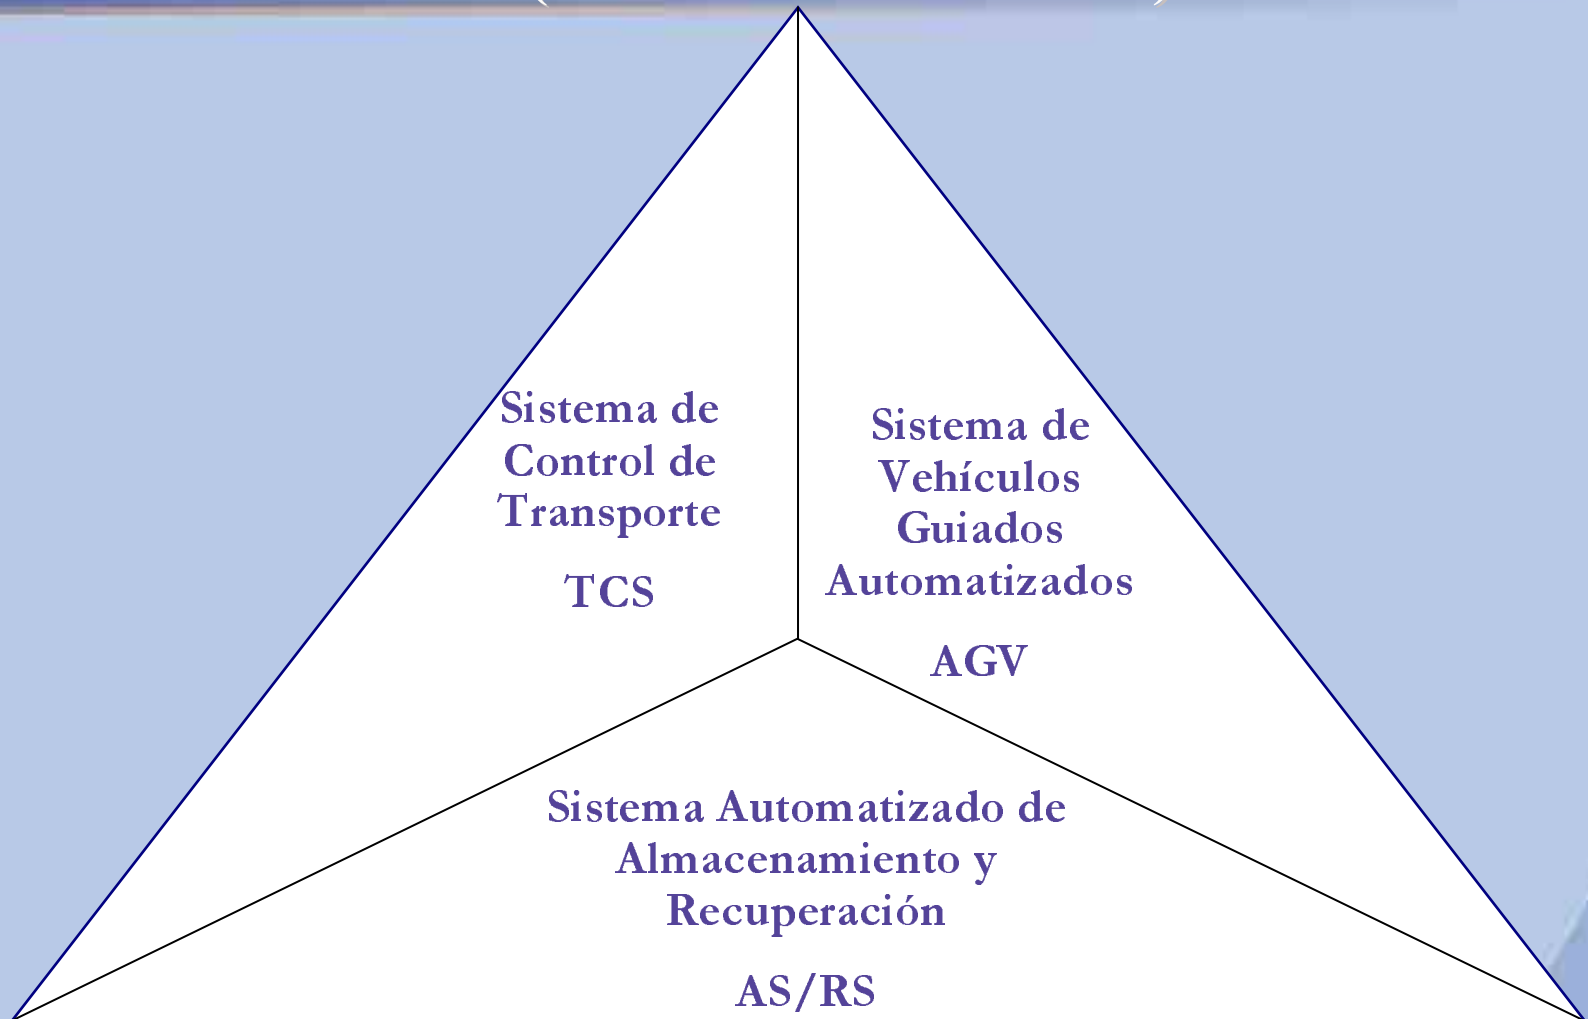 Sistema de
Control de
Transporte
TCS
Sistema de
Vehículos
Guiados
Automatizados
AGV
Sistema Automatizado de
Almacenamiento y
Recuperación
AS/RS